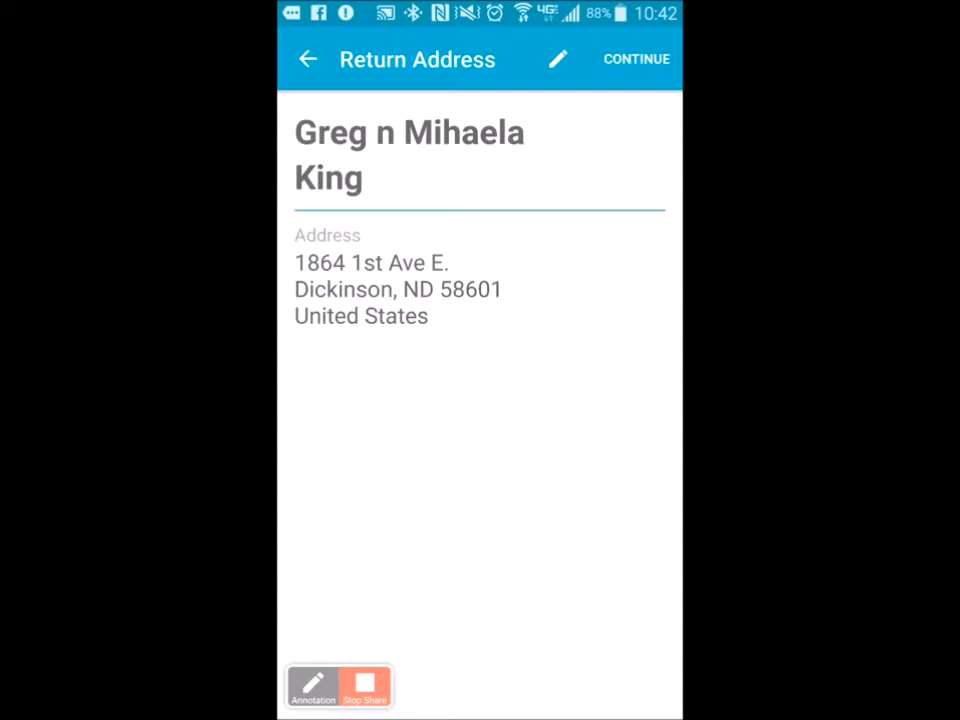 4G 88% 10:42
Return Address CONTINUE
Greg n Mihaela
King
Address
1864 1st Ave E.
Dickinson, ND 58601
United States
Annotation Stop Share